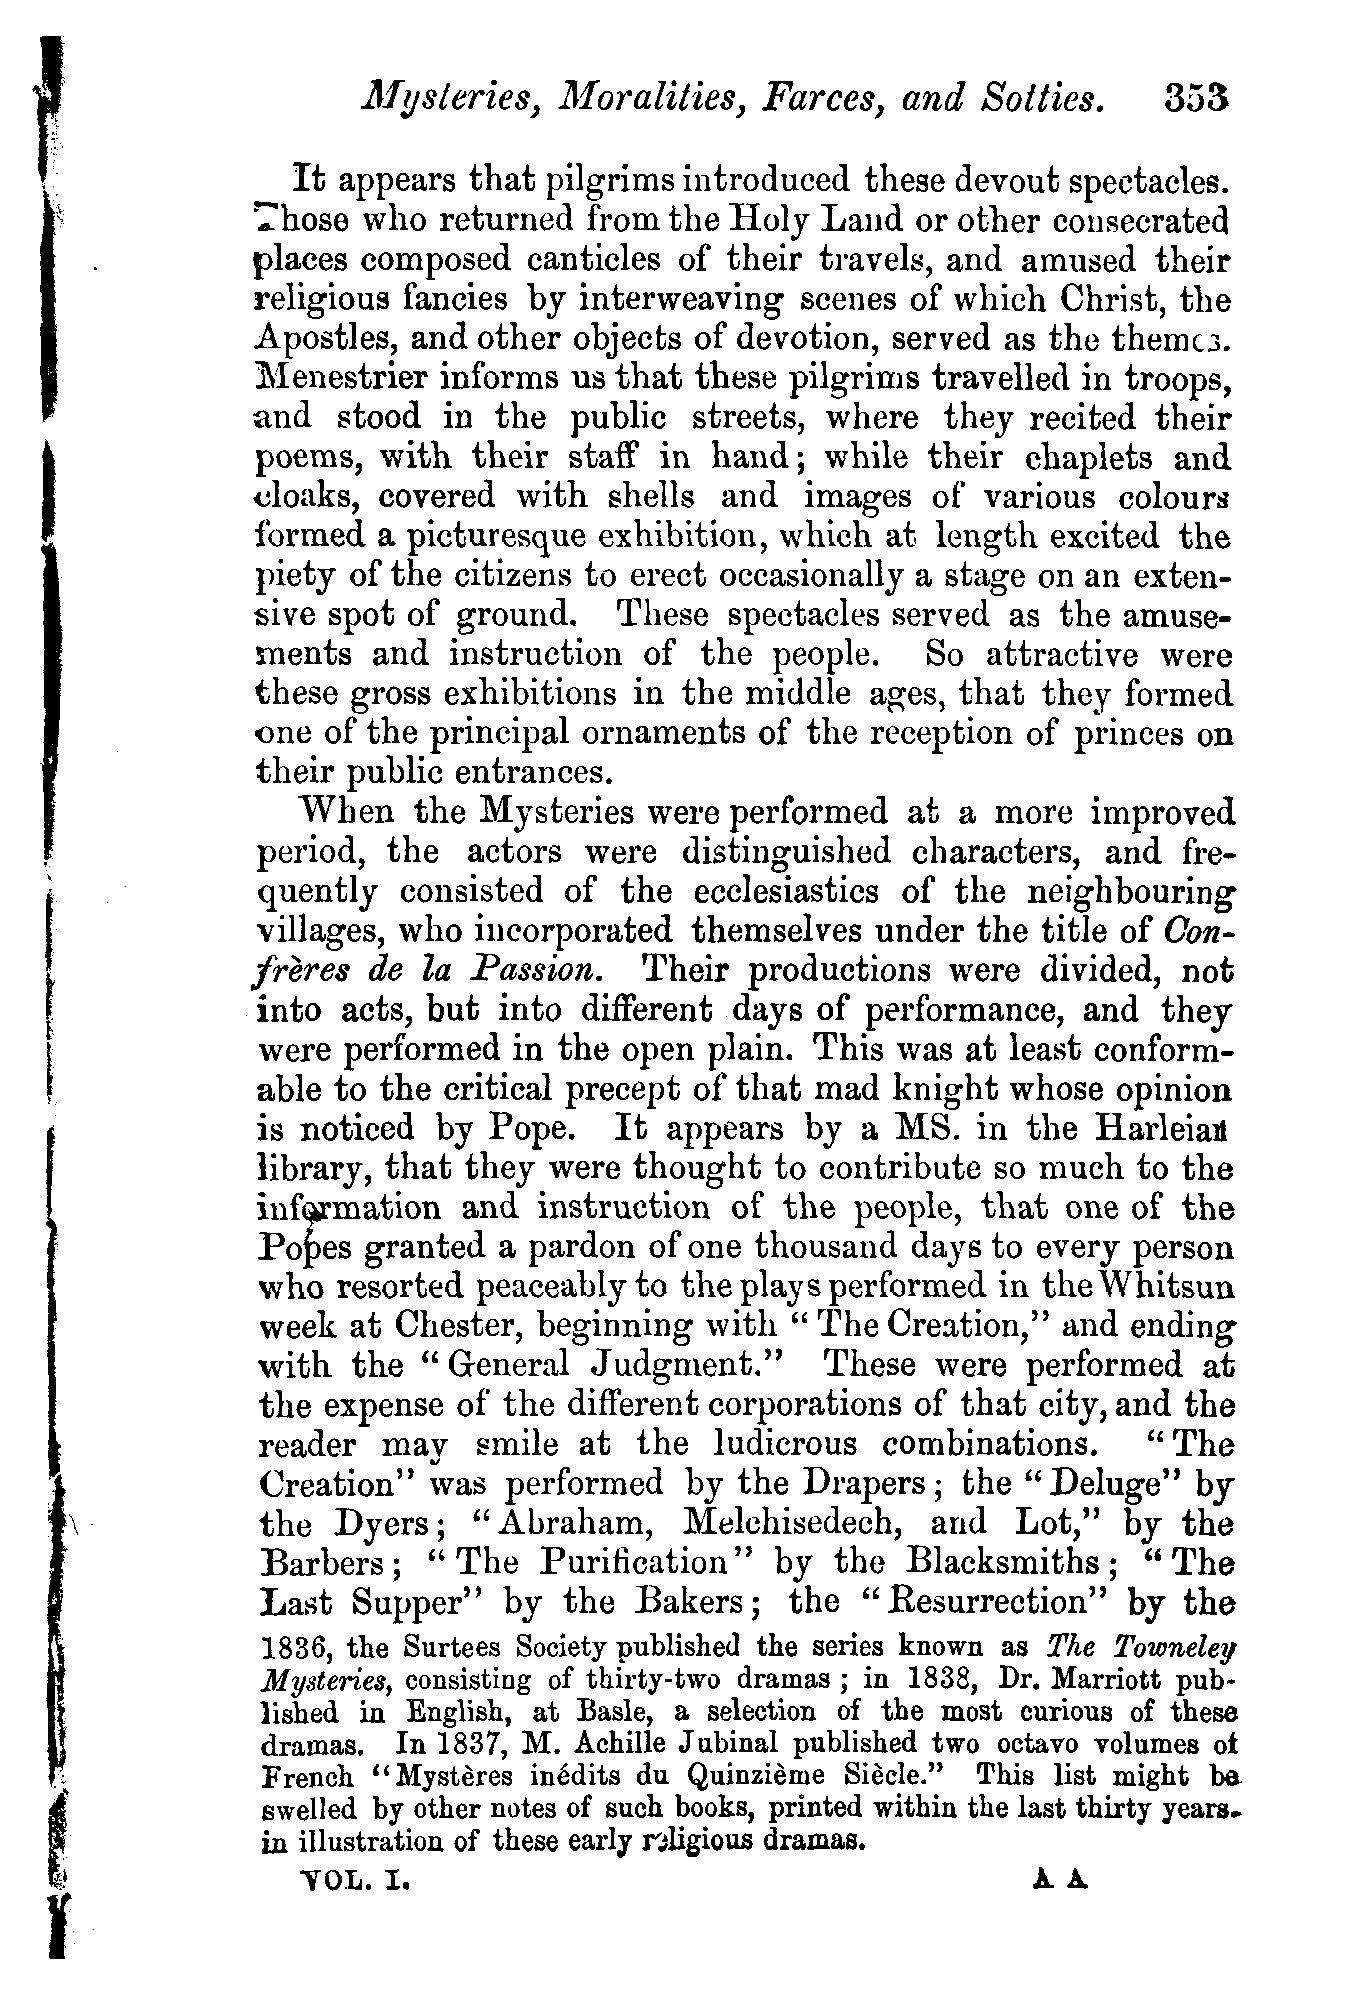 Mysteries, Moralities, Farces, and Sotties. 353
It appears that pilgrims introduced these devout spectacles.
Those who returned from the Holy Land or other consecrated
places composed canticles of their travels, and amused their
religious fancies by interweaving scenes of which Christ, the
Apostles, and other objects of devotion, served as the themes.
Menestrier informs us that these pilgrims travelled in troops,
and stood in the public streets, where they recited their
poems, with their staff in hand; while their chaplets and
cloaks, covered with shells and images of various colours
formed a picturesque exhibition, which at length excited the
piety of the citizens to erect occasionally a stage on an exten-
sive spot of ground. These spectacles served as the amuse-
ments and instruction of the people. So attractive were
these gross exhibitions in the middle ages, that they formed
one of the principal ornaments of the reception of princes on
their public entrances.
When the Mysteries were performed at a more improved
period, the actors were distinguished characters, and fre-
quently consisted of the ecclesiastics of the neighbouring
villages, who incorporated themselves under the title of Con-
frères de la Passion. Their productions were divided, not
into acts, but into different days of performance, and they
were performed in the open plain. This was at least conform-
able to the critical precept of that mad knight whose opinion
is noticed by Pope. It appears by a MS. in the Harleian
library, that they were thought to contribute so much to the
information and instruction of the people, that one of the
Popes granted a pardon of one thousand days to every person
who resorted peaceably to the plays performed in the Whitsun
week at Chester, beginning with "The Creation," and ending
with the "General Judgment." These were performed at
the expense of the different corporations of that city, and the
reader may smile at the ludicrous combinations. "The
Creation" was performed by the Drapers; the "Deluge" by
the Dyers; "Abraham, Melchisedech, and Lot," by the
Barbers; "The Purification" by the Blacksmiths; "The
Last Supper" by the Bakers; the "Resurrection" by the
1836, the Surtees Society published the series known as The Towneley
Mysteries, consisting of thirty-two dramas; in 1838, Dr. Marriott pub-
lished in English, at Basle, a selection of the most curious of these
dramas. In 1837, M. Achille Jubinal published two octavo volumes of
French "Mystères inédits du Quinzième Siècle." This list might be
swelled by other notes of such books, printed within the last thirty years.
in illustration of these early religious dramas.
VOL. I. A A